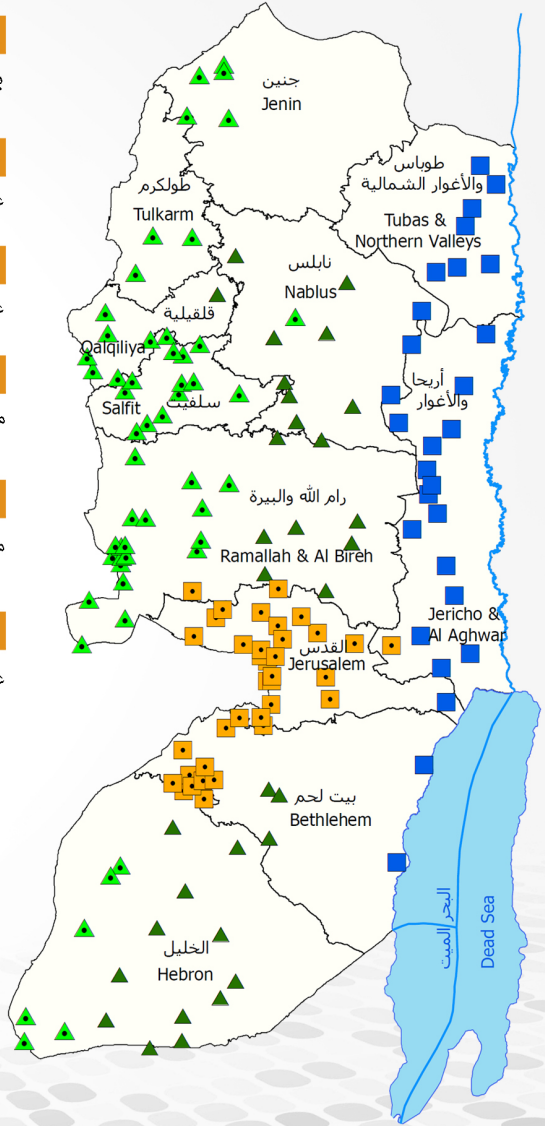 جنين
Jenin
طوباس
والأغوار الشمالية
Tubas &
Northern Valleys
طولكرم
Tulkarm
نابلس
Nablus
قلقيلية
Qalqiliya
أريحا
والأغوار
سلفيت
Salfit
رام الله والبيرة
Ramallah & Al Bireh
Jericho &
Al Aghwar
القدس
Jerusalem
بيت لحم
Bethlehem
البحر الميت
Dead Sea
الخليل
Hebron